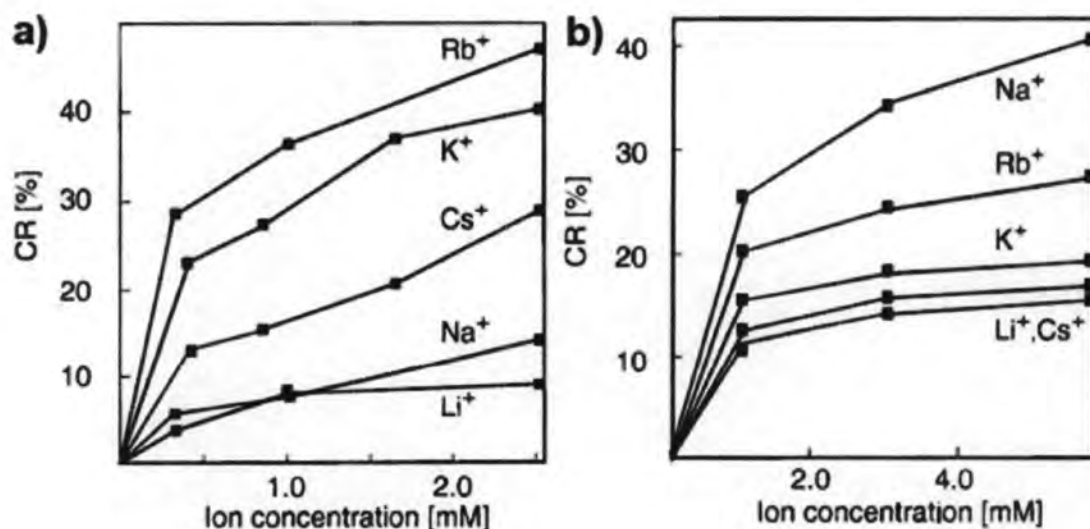 a)
Rb⁺
K⁺
Cs⁺
Na⁺
Li⁺
40
30
20
10
CR [%]
1.0
2.0
Ion concentration [mM]
b)
Na⁺
Rb⁺
K⁺
Li⁺,Cs⁺
40
30
20
10
CR [%]
2.0
4.0
Ion concentration [mM]